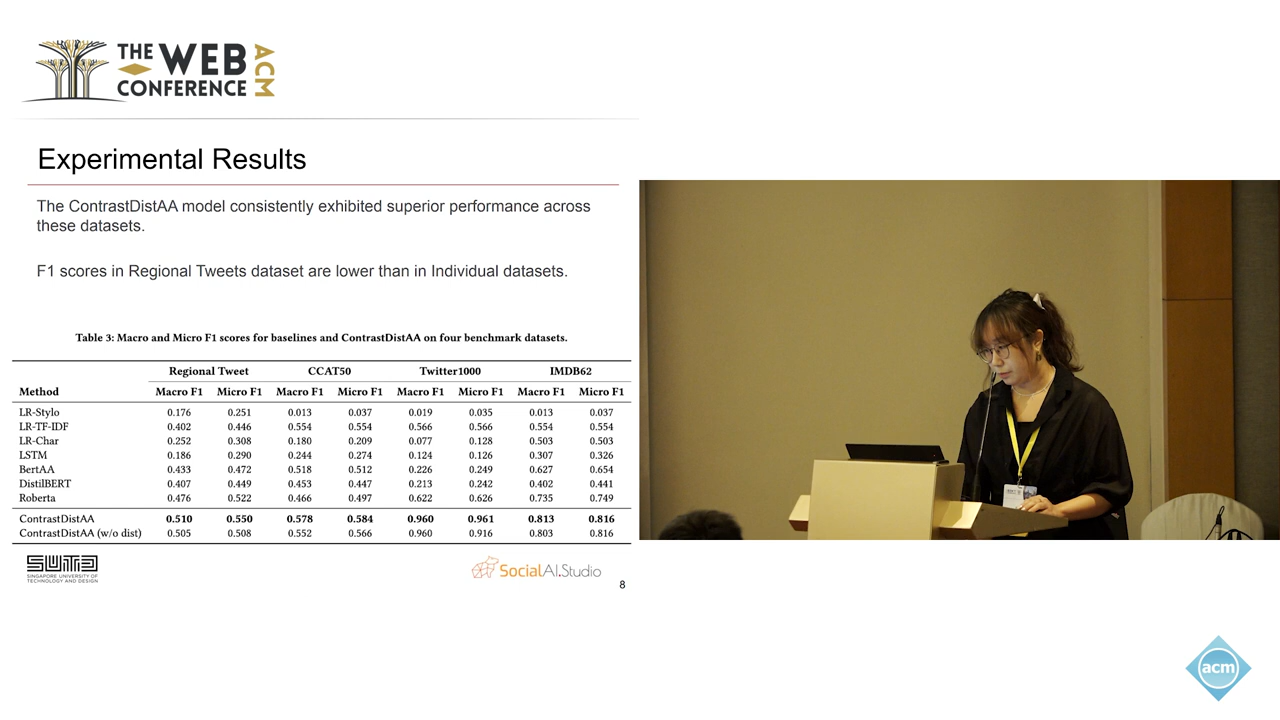 THE WEB
CONFERENCE
ACM
Experimental Results
The ContrastDistAA model consistently exhibited superior performance across
these datasets.
F1 scores in Regional Tweets dataset are lower than in Individual datasets.
Table 3: Macro and Micro F1 scores for baselines and ContrastDistAA on four benchmark datasets.
Regional Tweet CCAT50 Twitter1000 IMDB62
Method Macro F1 Micro F1 Macro F1 Micro F1 Macro F1 Micro F1 Macro F1 Micro F1
LR-Stylo 0.176 0.251 0.013 0.037 0.019 0.035 0.013 0.037
LR-TF-IDF 0.402 0.446 0.554 0.554 0.566 0.566 0.554 0.554
LR-Char 0.252 0.308 0.180 0.209 0.077 0.128 0.503 0.503
LSTM 0.186 0.290 0.244 0.274 0.124 0.126 0.307 0.326
BertAA 0.433 0.472 0.518 0.512 0.226 0.249 0.627 0.654
DistilBERT 0.407 0.449 0.453 0.447 0.213 0.242 0.402 0.441
Roberta 0.476 0.522 0.466 0.497 0.622 0.626 0.735 0.749
ContrastDistAA 0.510 0.550 0.578 0.584 0.960 0.961 0.813 0.816
ContrastDistAA (w/o dist) 0.505 0.508 0.552 0.566 0.960 0.916 0.803 0.816
SUTD
SINGAPORE UNIVERSITY OF
TECHNOLOGY AND DESIGN
SocialAI.Studio
8
acm